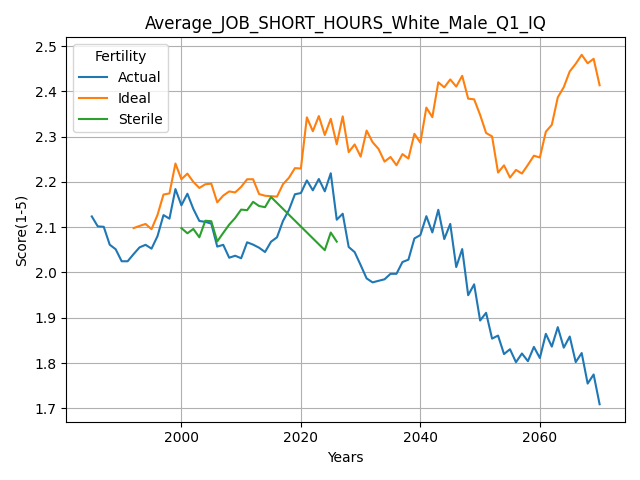 Average_JOB_SHORT_HOURS_White_Male_Q1_IQ
Fertility
Actual
Ideal
Sterile
Score(1-5)
2.5
2.4
2.3
2.2
2.1
2.0
1.9
1.8
1.7
2000
2020
2040
2060
Years